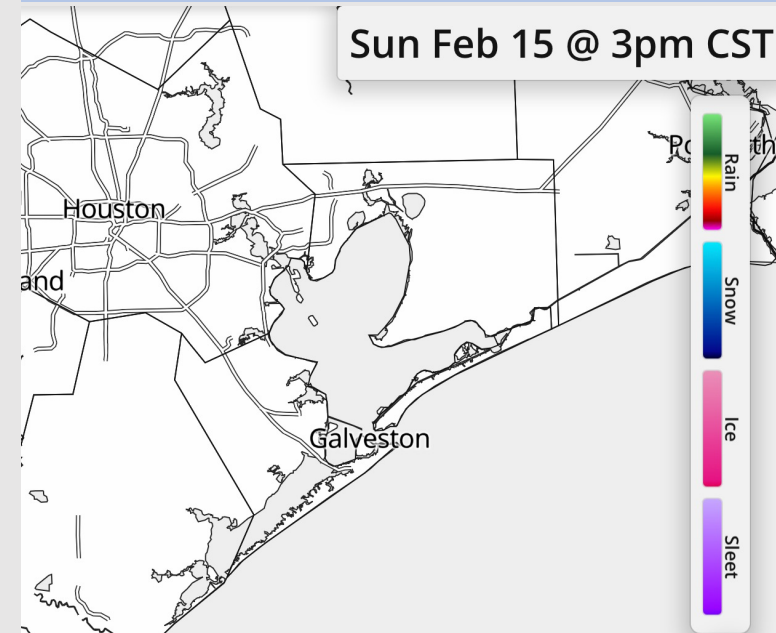 Sun Feb 15 @ 3pm CST
Rain
Houston
and
Snow
Ice
Galveston
Sleet